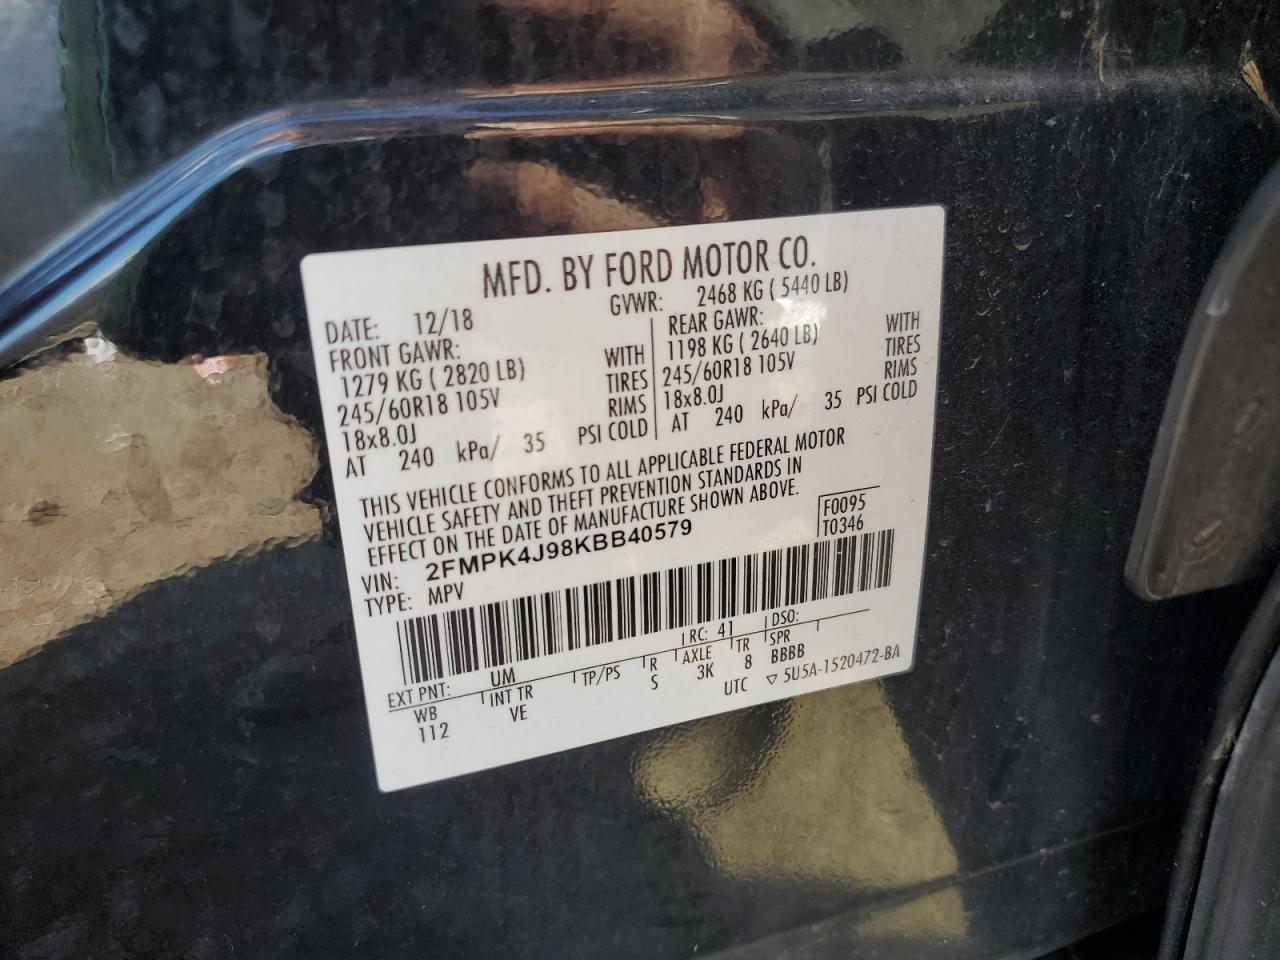 MFD. BY FORD MOTOR CO.
DATE: 12/18 GVWR: 2468 KG ( 5440 LB)
FRONT GAWR: REAR GAWR:
1279 KG ( 2820 LB) WITH 1198 KG ( 2640 LB) WITH
245/60R18 105V TIRES 245/60R18 105V TIRES
18x8.0J RIMS 18x8.0J RIMS
AT 240 kPa/ 35 PSI COLD AT 240 kPa/ 35 PSI COLD
THIS VEHICLE CONFORMS TO ALL APPLICABLE FEDERAL MOTOR
VEHICLE SAFETY AND THEFT PREVENTION STANDARDS IN
EFFECT ON THE DATE OF MANUFACTURE SHOWN ABOVE.
F0095
VIN: 2FMPK4J98KBB40579 T0346
TYPE: MPV
EXT PNT: UM RC: 41 DSO:
WB INT TR TP/PS R AXLE TR SPR
112 VE S 3K 8 BBBB
UTC ▽ 5U5A-1520472-BA